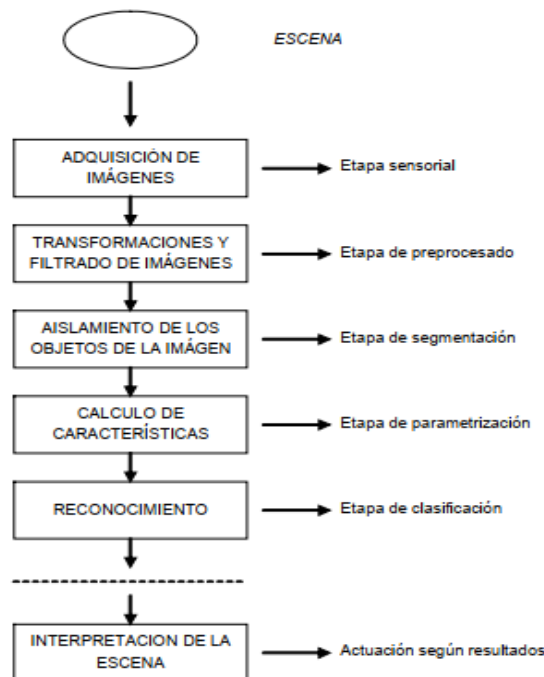 ESCENA
ADQUISICIÓN DE
IMÁGENES
Etapa sensorial
TRANSFORMACIONES Y
FILTRADO DE IMÁGENES
Etapa de preprocesado
AISLAMIENTO DE LOS
OBJETOS DE LA IMÁGEN
Etapa de segmentación
CALCULO DE
CARACTERÍSTICAS
Etapa de parametrización
RECONOCIMIENTO
Etapa de clasificación
INTERPRETACION DE LA
ESCENA
Actuación según resultados